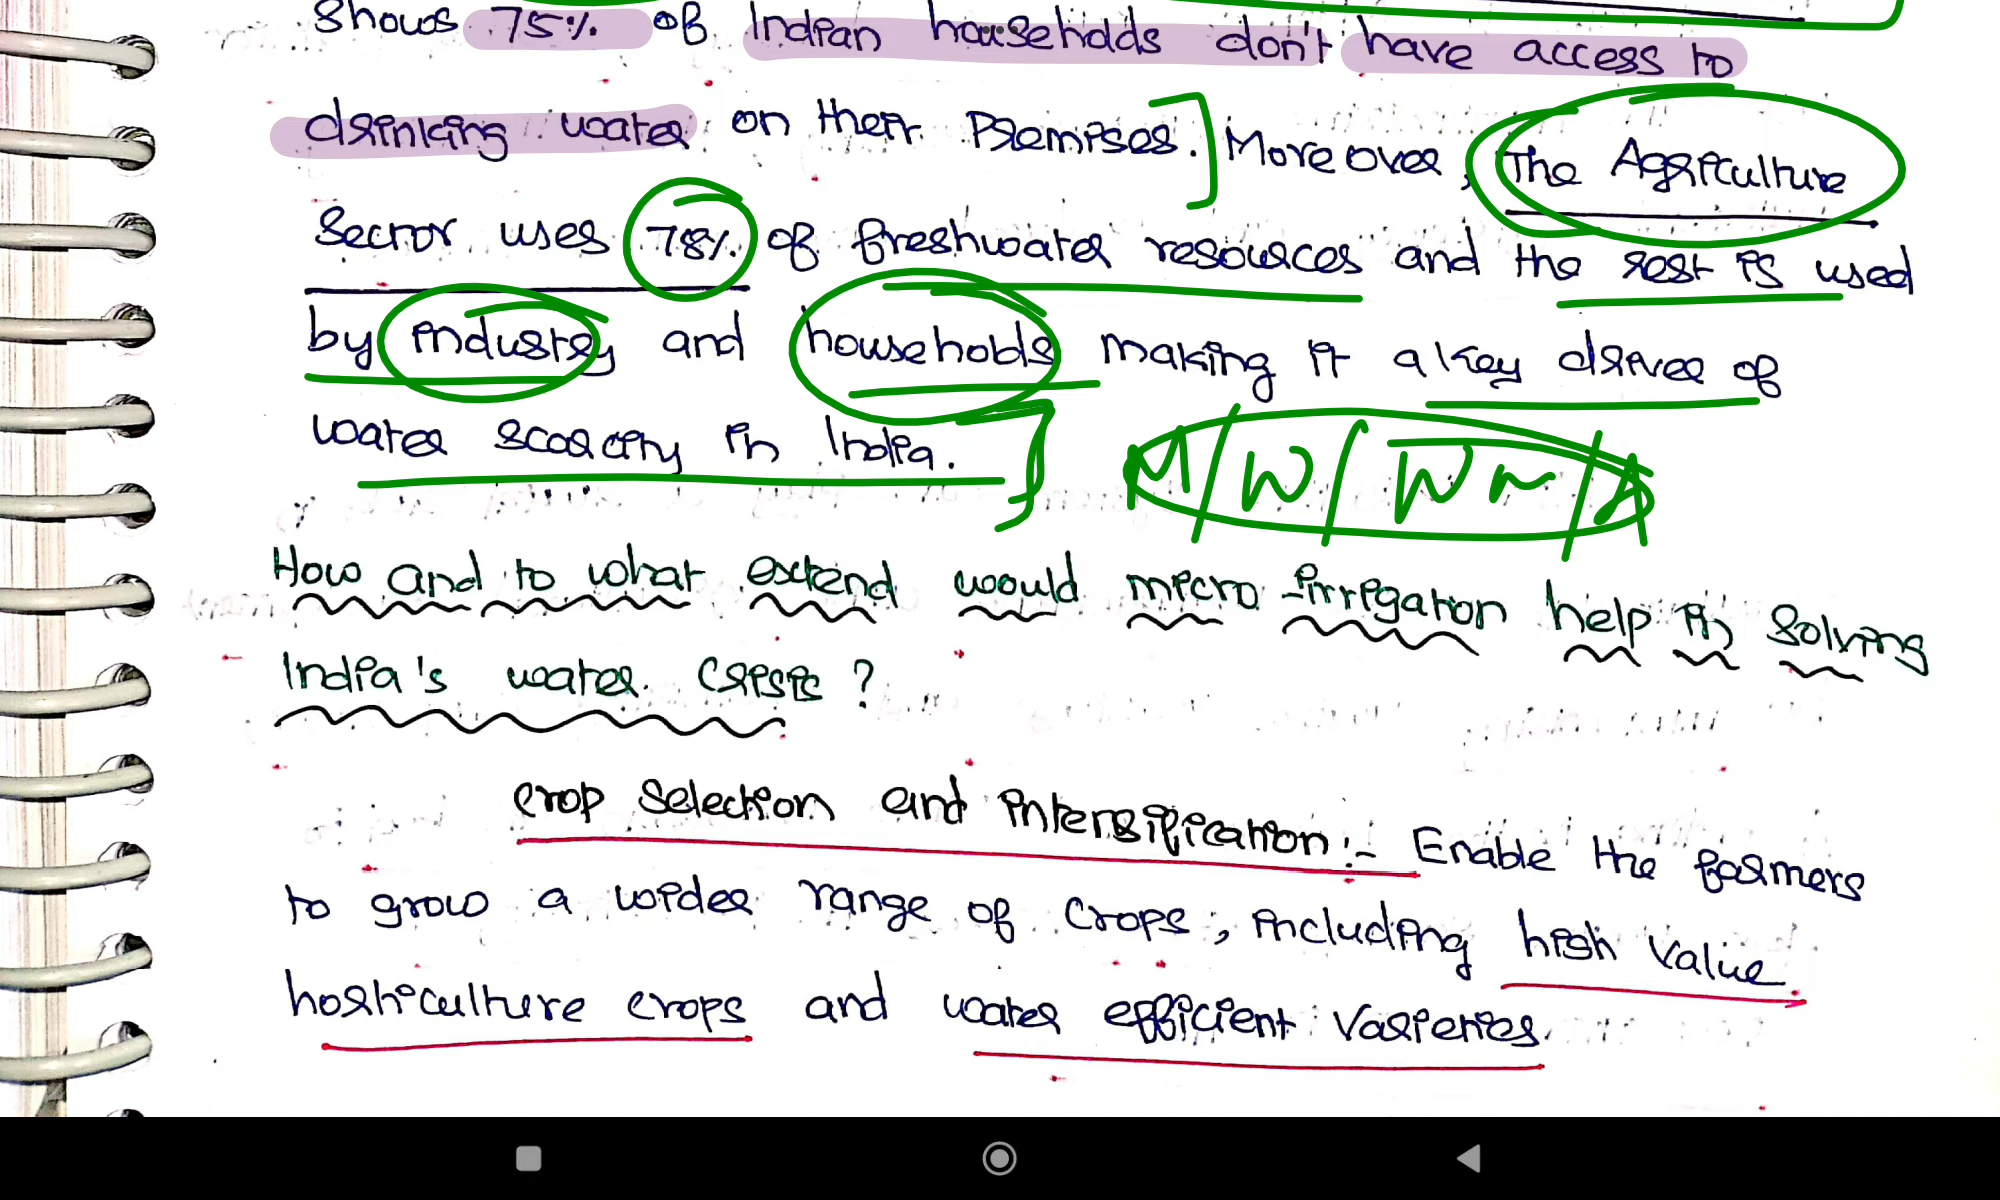 Shows 75% of Indian households don't have access to
drinking water on their Premises. Moreover, The Agriculture
Sector uses 78% of freshwater resources and the rest is used
by industry and households making it a key driver of
water scarcity in India.
M/W/Wm/A
How and to what extend would micro-irrigation help in solving
India's water crisis?
Crop Selection and intensification:- Enable the farmers
to grow a wider range of crops, including high value
horticulture crops and water efficient varieties.